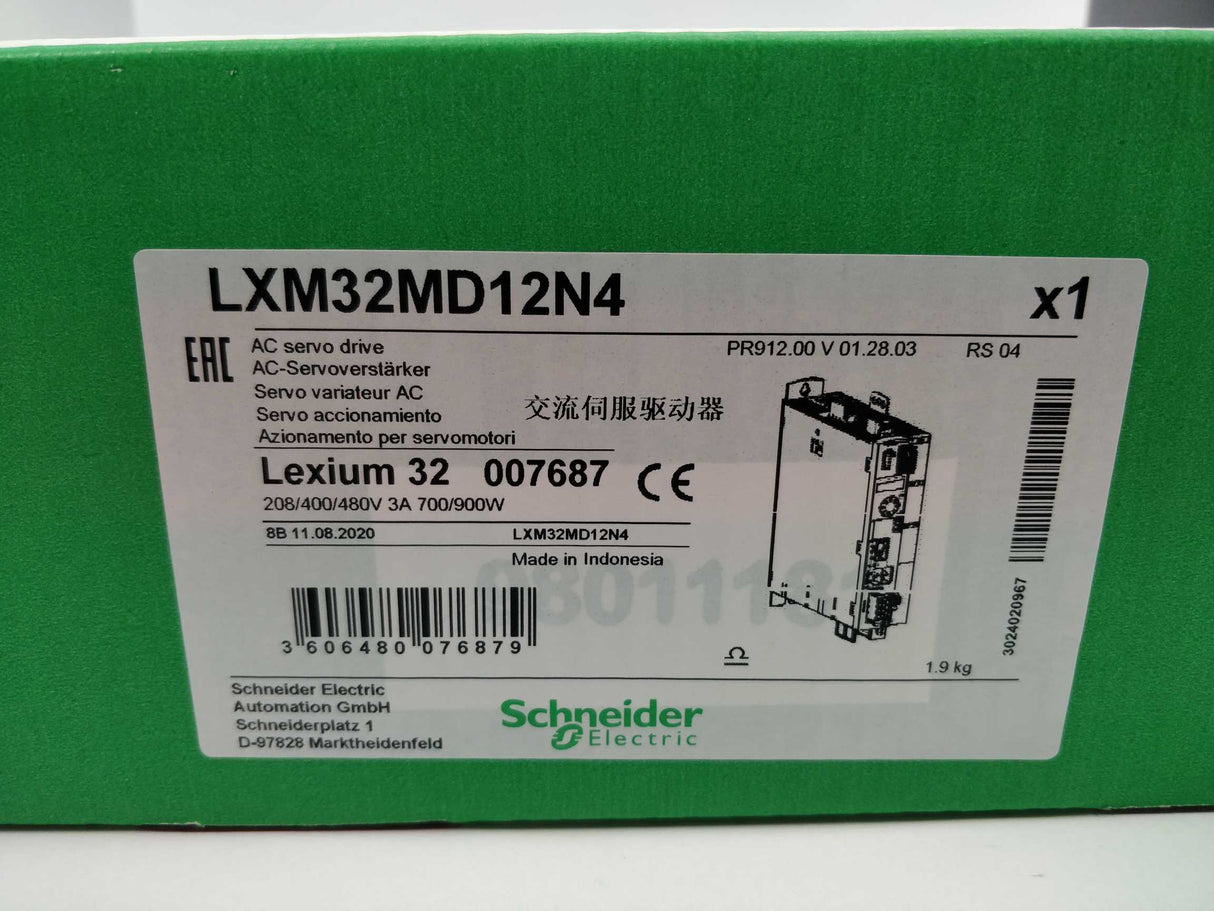 LXM32MD12N4 x1
EAC
AC servo drive PR912.00 V 01.28.03 RS 04
AC-Servoverstärker
Servo variateur AC
Servo accionamiento
交流伺服驱动器
Azionamento per servomotori
Lexium 32 007687 CE
208/400/480V 3A 700/900W
8B 11.08.2020 LXM32MD12N4
Made in Indonesia
3 606480 076879
3024020967
1.9 kg
Schneider Electric
Automation GmbH
Schneiderplatz 1
D-97828 Marktheidenfeld
Schneider
Electric